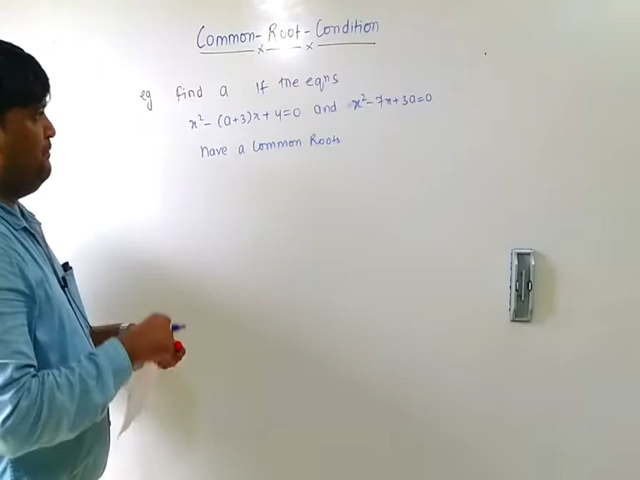 Common-Root-Condition
eg find a if the eqns
x²-(a+3)x+4=0 and x²-7x+3a=0
have a Common Roots